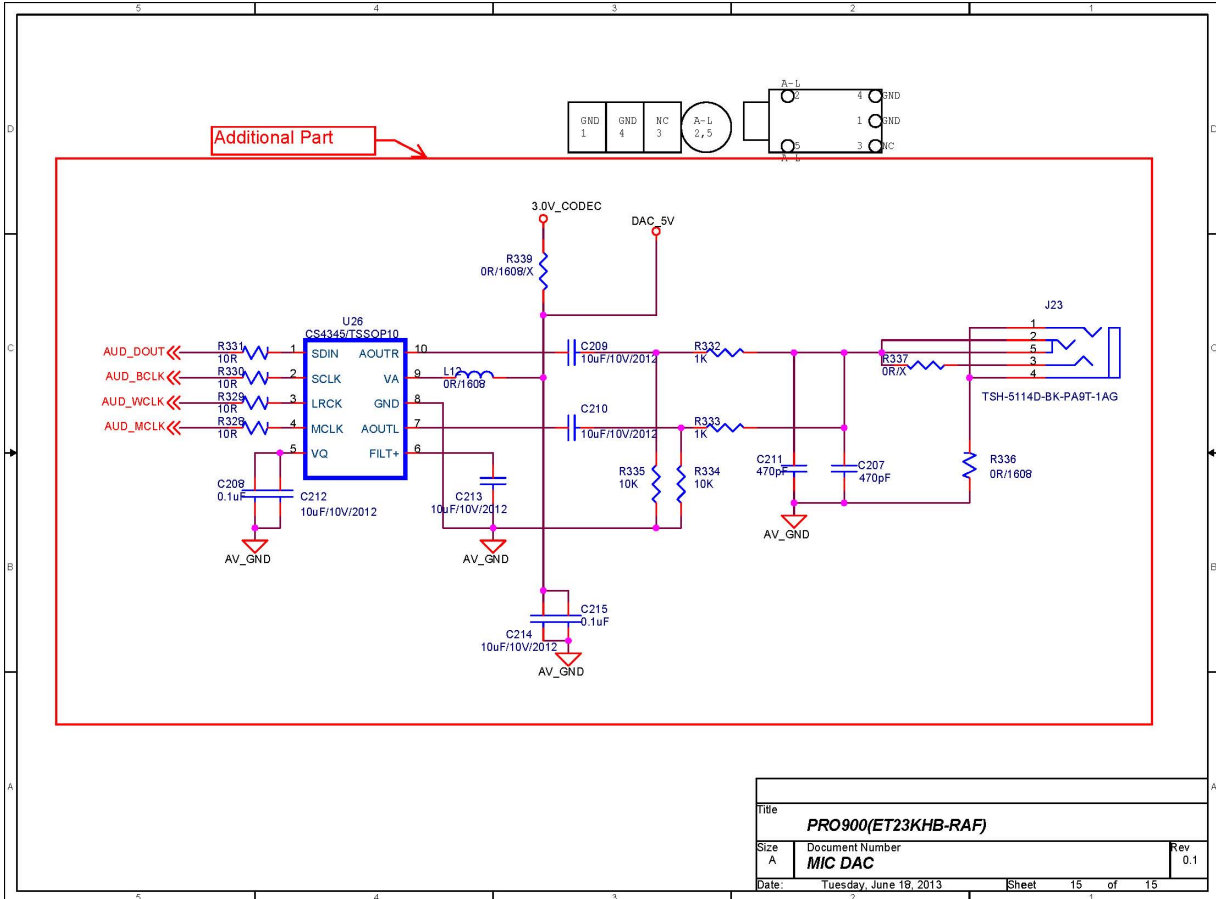 5 4 3 2 1
D D
A-L
2 4 GND
GND GND NC A-L
1 4 3 2,5
1 GND
5 3 NC
A-L
Additional Part
3.0V_CODEC
DAC_5V
R339
0R/1608/X
J23
U26
CS4345/TSSOP10
C C
AUD_DOUT R331 10R 1 SDIN AOUTR 10
C209
10uF/10V/2012
R332
1K
AUD_BCLK R330 10R 2 SCLK VA 9
L12
0R/1608
AUD_WCLK R329 10R 3 LRCK GND 8
AUD_MCLK R328 10R 4 MCLK AOUTL 7
C210
10uF/10V/2012
R333
1K
5 VQ FILT+ 6
R337
0R/X
1
2
5
3
4
TSH-5114D-BK-PA9T-1AG
C208
0.1uF
C212
10uF/10V/2012
C213
10uF/10V/2012
R335
10K
R334
10K
C211
470pF
C207
470pF
R336
0R/1608
AV_GND
AV_GND
AV_GND
B B
C215
0.1uF
C214
10uF/10V/2012
AV_GND
A A
Title
PRO900(ET23KHB-RAF)
Size Document Number Rev
A MIC DAC 0.1
Date: Tuesday, June 18, 2013 Sheet 15 of 15
5 4 3 2 1